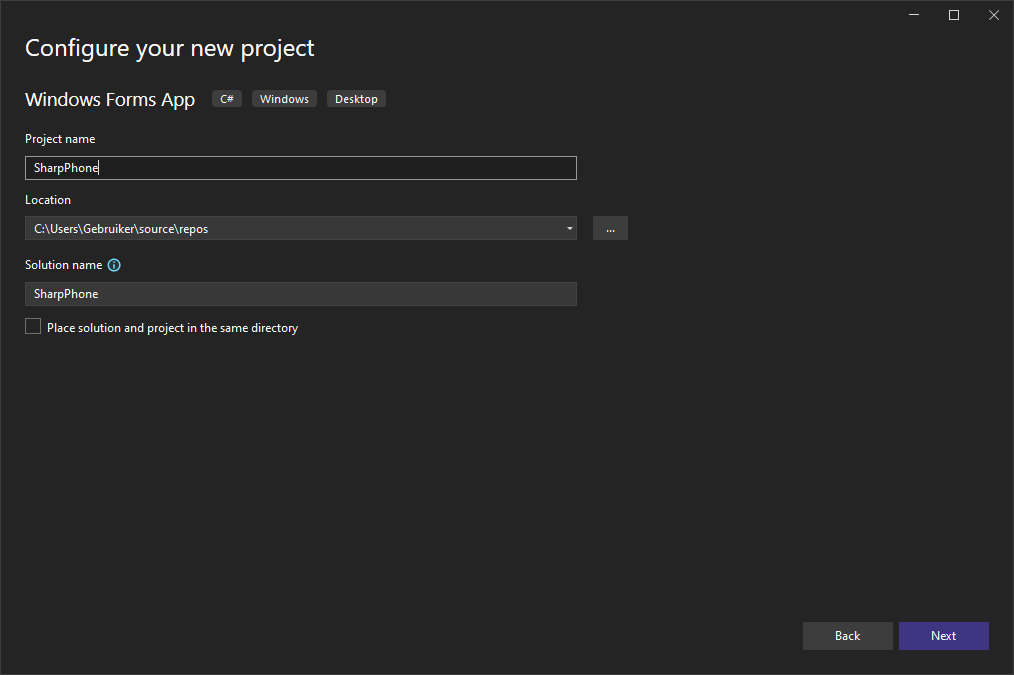 Configure your new project
Windows Forms App C# Windows Desktop
Project name
SharpPhone
Location
C:\Users\Gebruiker\source\repos
...
Solution name
SharpPhone
Place solution and project in the same directory
Back Next